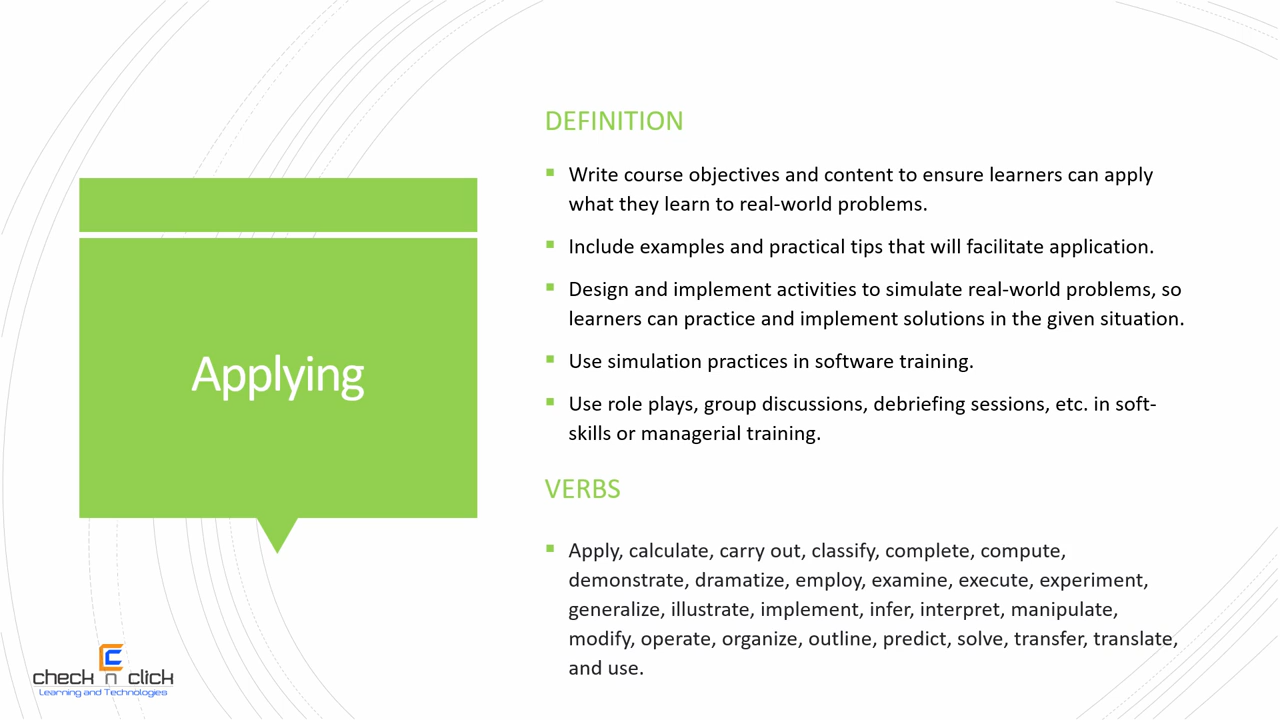 Applying
DEFINITION
Write course objectives and content to ensure learners can apply
what they learn to real-world problems.
Include examples and practical tips that will facilitate application.
Design and implement activities to simulate real-world problems, so
learners can practice and implement solutions in the given situation.
Use simulation practices in software training.
Use role plays, group discussions, debriefing sessions, etc. in soft-
skills or managerial training.
VERBS
Apply, calculate, carry out, classify, complete, compute,
demonstrate, dramatize, employ, examine, execute, experiment,
generalize, illustrate, implement, infer, interpret, manipulate,
modify, operate, organize, outline, predict, solve, transfer, translate,
and use.
check n click
Learning and Technologies